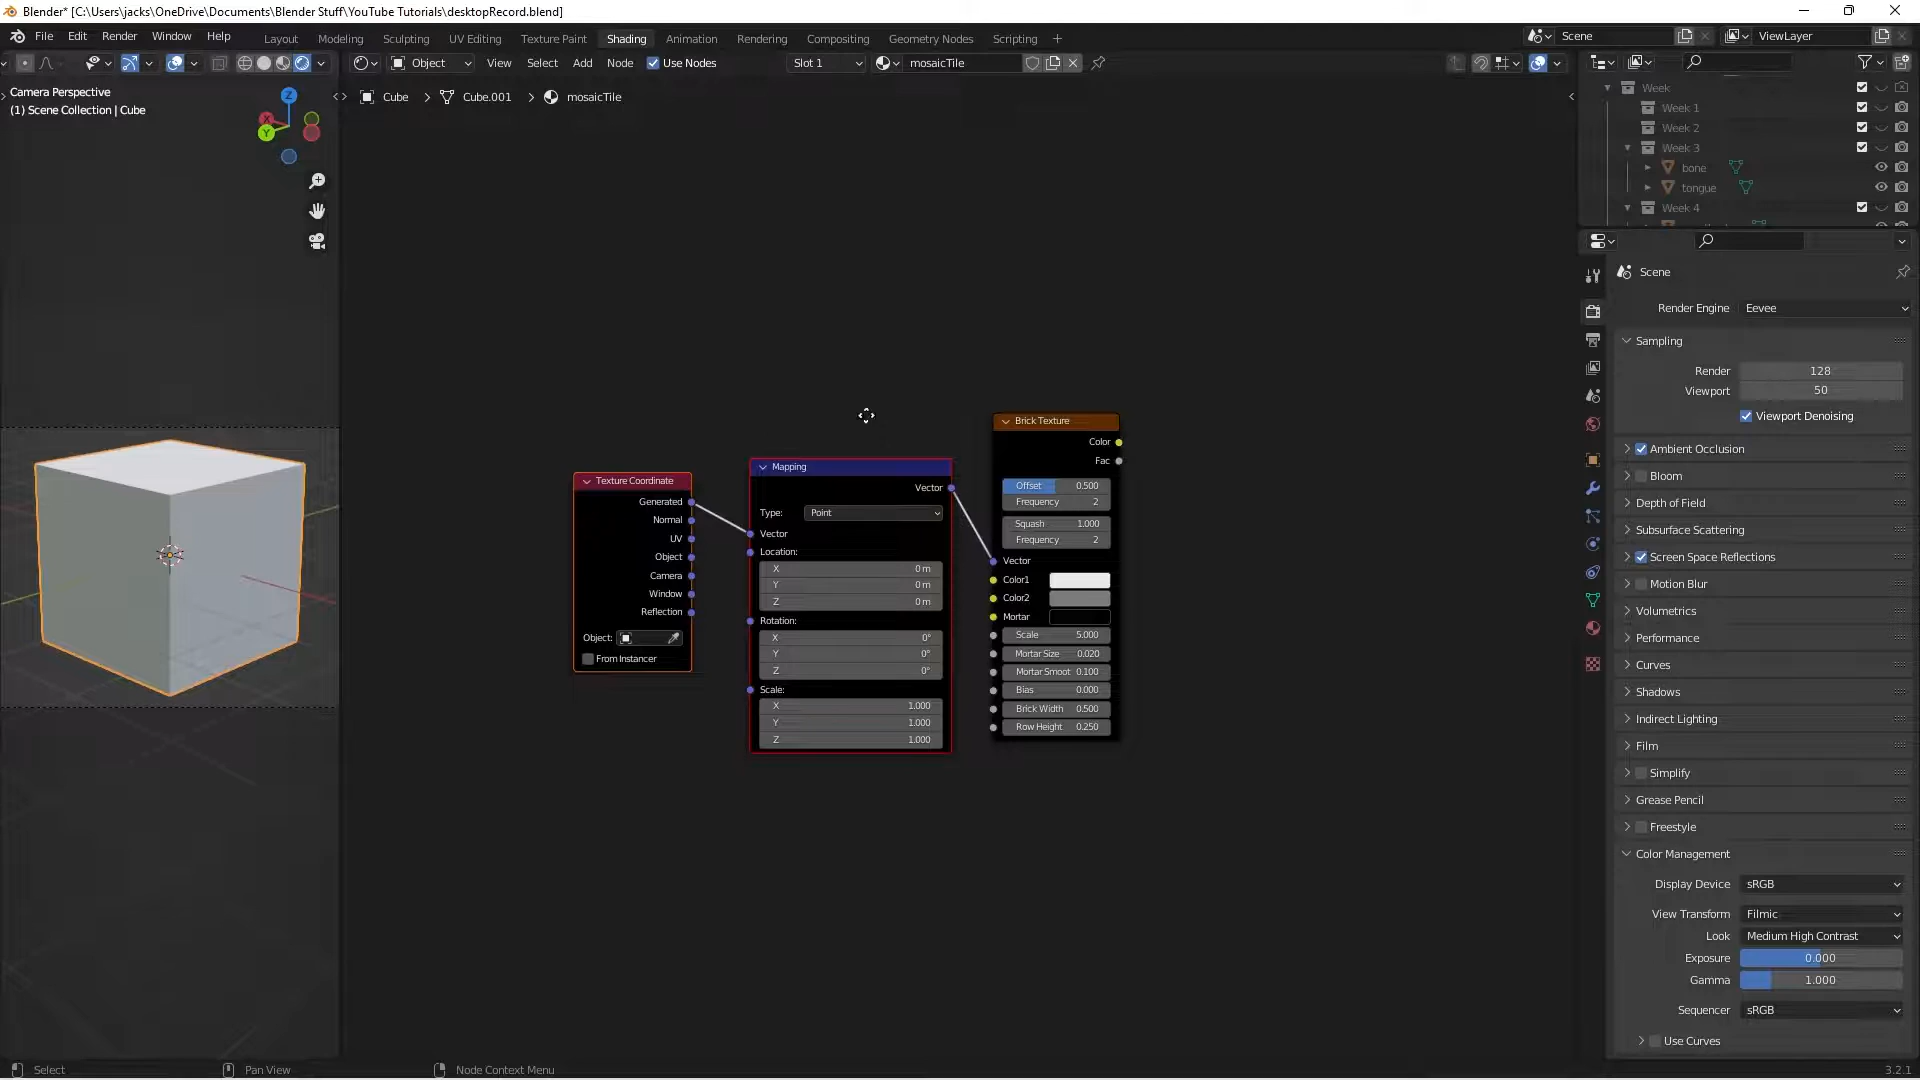 Blender* [C:\Users\jacks\OneDrive\Documents\Blender Stuff\YouTube Tutorials\desktopRecord.blend]
File Edit Render Window Help
Layout Modeling Sculpting UV Editing Texture Paint Shading Animation Rendering Compositing Geometry Nodes Scripting
Scene
ViewLayer
Object View Select Add Node Use Nodes
Slot 1
mosaicTile
Camera Perspective
(1) Scene Collection | Cube
Z
X
Y
Cube > Cube.001 > mosaicTile
Texture Coordinate
Generated
Normal
UV
Object
Camera
Window
Reflection
Object:
From Instancer
Mapping
Vector
Type: Point
Vector
Location:
X 0 m
Y 0 m
Z 0 m
Rotation:
X 0°
Y 0°
Z 0°
Scale:
X 1.000
Y 1.000
Z 1.000
Brick Texture
Color
Fac
Offset 0.500
Frequency 2
Squash 1.000
Frequency 2
Vector
Color1
Color2
Mortar
Scale 5.000
Mortar Size 0.020
Mortar Smoot 0.100
Bias 0.000
Brick Width 0.500
Row Height 0.250
Week
Week 1
Week 2
Week 3
bone
tongue
Week 4
Scene
Render Engine Eevee
Sampling
Render 128
Viewport 50
Viewport Denoising
Ambient Occlusion
Bloom
Depth of Field
Subsurface Scattering
Screen Space Reflections
Motion Blur
Volumetrics
Performance
Curves
Shadows
Indirect Lighting
Film
Simplify
Grease Pencil
Freestyle
Color Management
Display Device sRGB
View Transform Filmic
Look Medium High Contrast
Exposure 0.000
Gamma 1.000
Sequencer sRGB
Use Curves
Select
Pan View
Node Context Menu
3.2.1